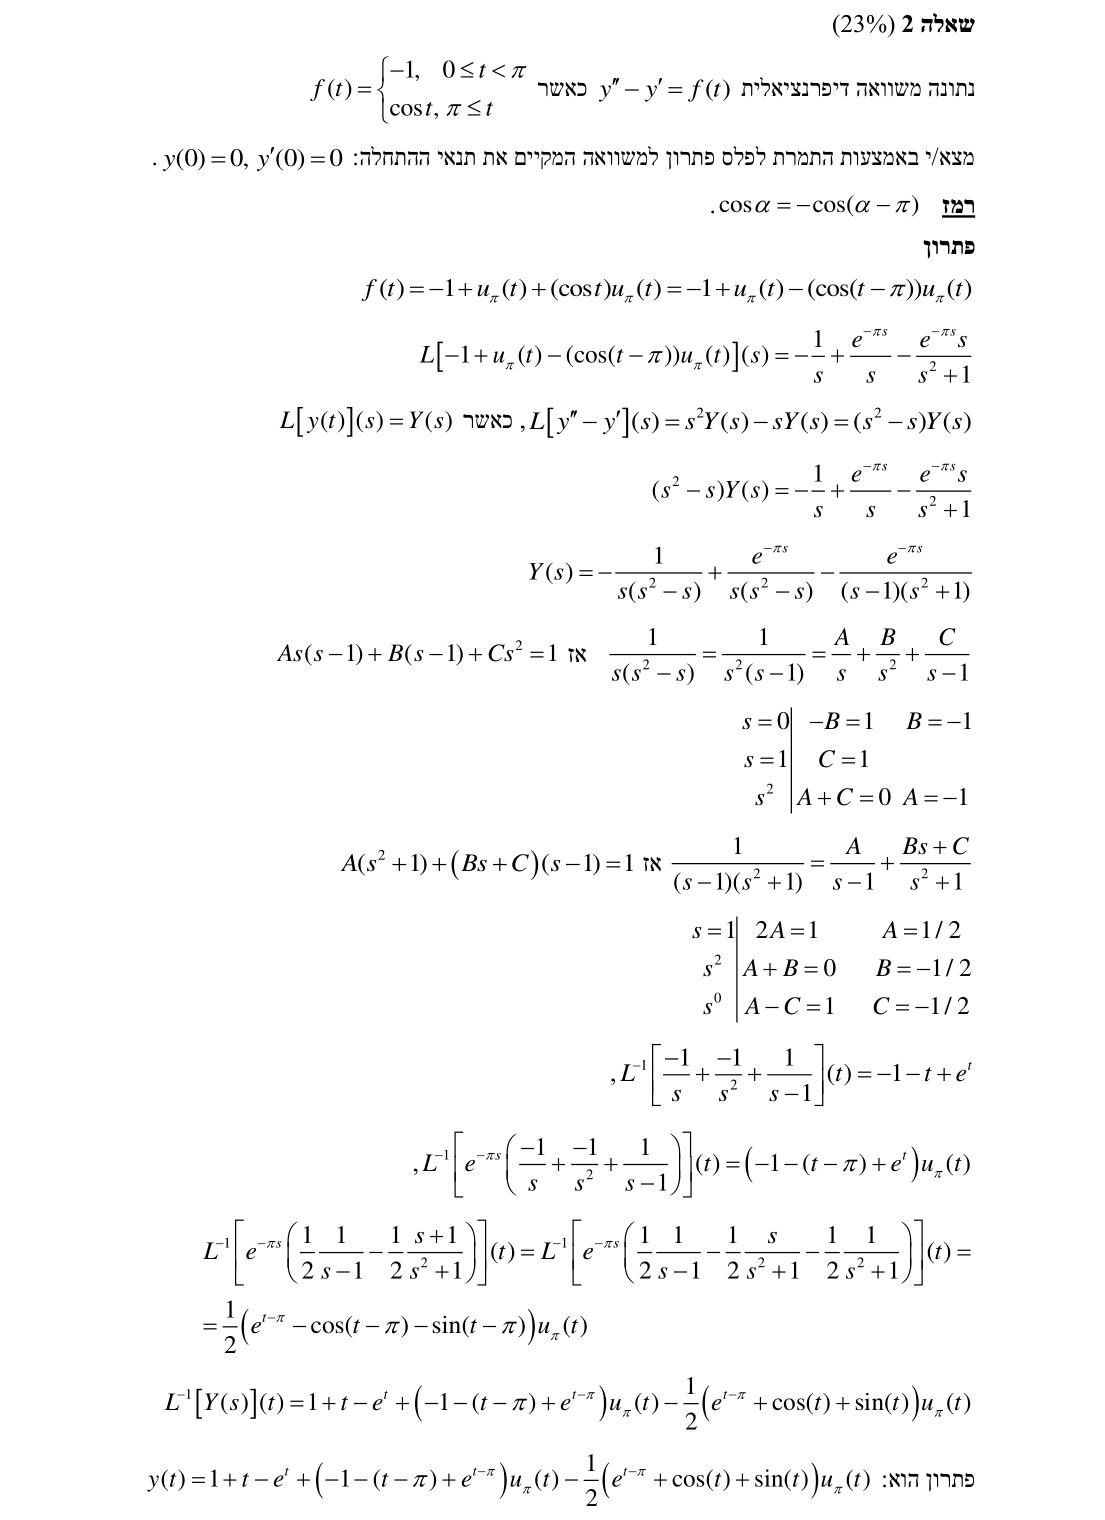 שאלה 2 (23%)
נתונה משוואה דיפרנציאלית y″ − y′ = f(t) כאשר f(t) = { −1, 0 ≤ t < π ; cos t, π ≤ t
מצא/י באמצעות התמרת לפלס פתרון למשוואה המקיים את תנאי ההתחלה: y(0) = 0, y′(0) = 0 .
רמז cos α = −cos(α − π) .
פתרון
f(t) = −1 + u_π(t) + (cos t)u_π(t) = −1 + u_π(t) − (cos(t − π))u_π(t)
L[−1 + u_π(t) − (cos(t − π))u_π(t)](s) = −1/s + e^{−πs}/s − e^{−πs}s/(s² + 1)
L[y″ − y′](s) = s²Y(s) − sY(s) = (s² − s)Y(s) , כאשר L[y(t)](s) = Y(s)
(s² − s)Y(s) = −1/s + e^{−πs}/s − e^{−πs}s/(s² + 1)
Y(s) = −1/(s(s² − s)) + e^{−πs}/(s(s² − s)) − e^{−πs}/((s − 1)(s² + 1))
1/(s(s² − s)) = 1/(s²(s − 1)) = A/s + B/s² + C/(s − 1) אז As(s − 1) + B(s − 1) + Cs² = 1
s = 0 | −B = 1 B = −1
s = 1 | C = 1
s² | A + C = 0 A = −1
1/((s − 1)(s² + 1)) = A/(s − 1) + (Bs + C)/(s² + 1) אז A(s² + 1) + (Bs + C)(s − 1) = 1
s = 1 | 2A = 1 A = 1/2
s² | A + B = 0 B = −1/2
s⁰ | A − C = 1 C = −1/2
, L⁻¹[−1/s + −1/s² + 1/(s − 1)](t) = −1 − t + e^t
, L⁻¹[e^{−πs}(−1/s + −1/s² + 1/(s − 1))](t) = (−1 − (t − π) + e^t)u_π(t)
L⁻¹[e^{−πs}(1/2 1/(s − 1) − 1/2 (s + 1)/(s² + 1))](t) = L⁻¹[e^{−πs}(1/2 1/(s − 1) − 1/2 s/(s² + 1) − 1/2 1/(s² + 1))](t) =
= 1/2(e^{t−π} − cos(t − π) − sin(t − π))u_π(t)
L⁻¹[Y(s)](t) = 1 + t − e^t + (−1 − (t − π) + e^{t−π})u_π(t) − 1/2(e^{t−π} + cos(t) + sin(t))u_π(t)
פתרון הוא: y(t) = 1 + t − e^t + (−1 − (t − π) + e^{t−π})u_π(t) − 1/2(e^{t−π} + cos(t) + sin(t))u_π(t)